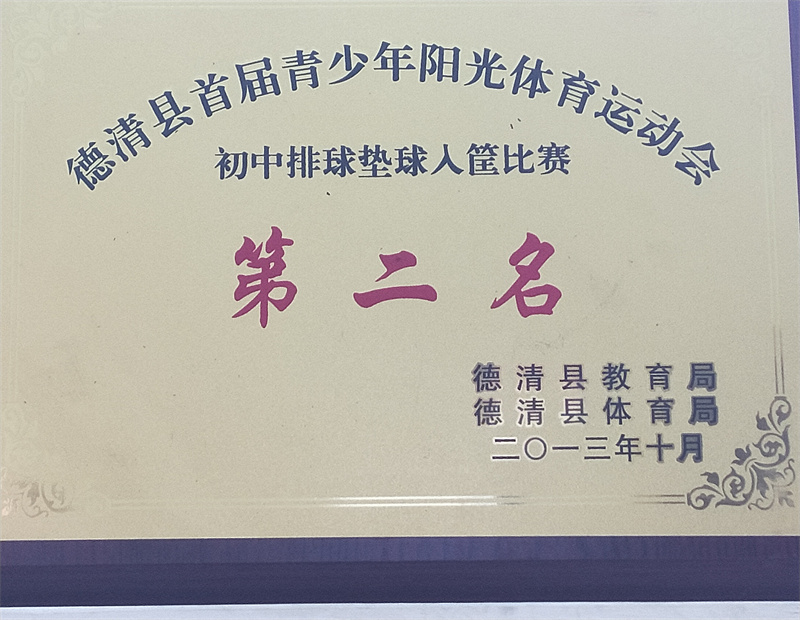 德清县首届青少年阳光体育运动会
初中排球垫球入筐比赛
第二名
德清县教育局
德清县体育局
二〇一三年十月